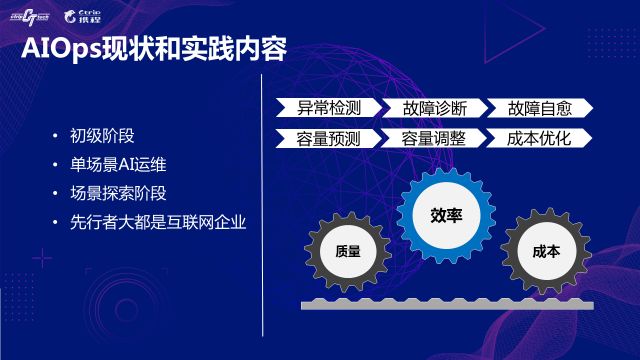 Ctrip tech
Ctrip
携程
AIOps现状和实践内容
• 初级阶段
• 单场景AI运维
• 场景探索阶段
• 先行者大都是互联网企业
异常检测 故障诊断 故障自愈
容量预测 容量调整 成本优化
质量
效率
成本